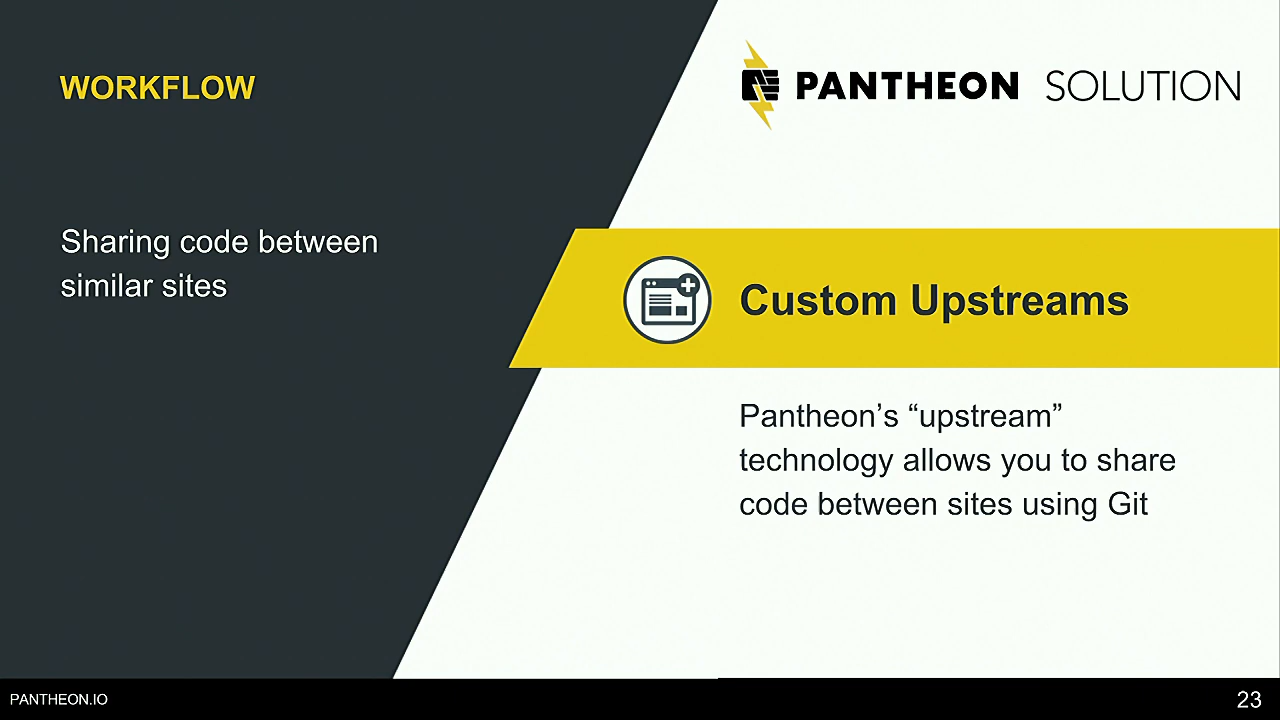 WORKFLOW
PANTHEON SOLUTION
Sharing code between
similar sites
Custom Upstreams
Pantheon’s “upstream”
technology allows you to share
code between sites using Git
PANTHEON.IO
23